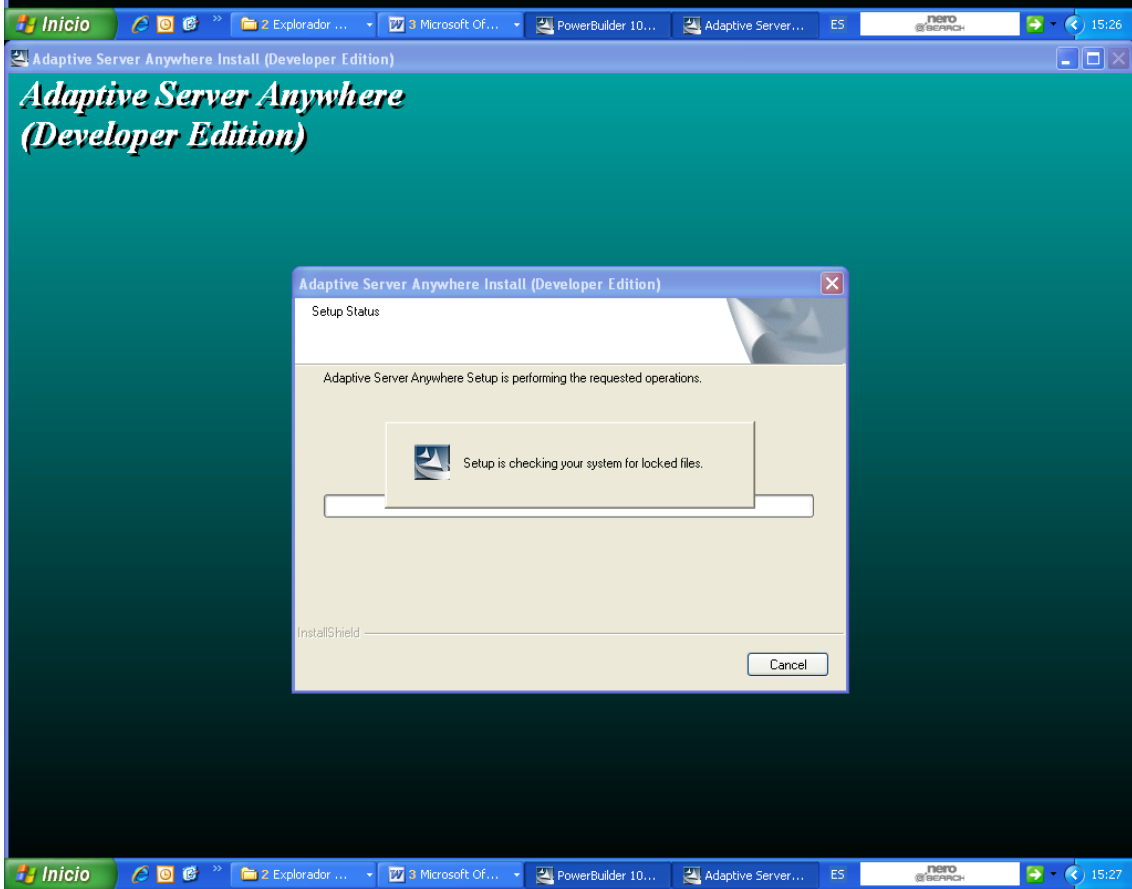 Inicio
2 Explorador ...
3 Microsoft Of...
PowerBuilder 10...
Adaptive Server...
ES
nero
SEARCH
15:26
Adaptive Server Anywhere Install (Developer Edition)
Adaptive Server Anywhere
(Developer Edition)
Adaptive Server Anywhere Install (Developer Edition)
Setup Status
Adaptive Server Anywhere Setup is performing the requested operations.
Setup is checking your system for locked files.
InstallShield
Cancel
Inicio
2 Explorador ...
3 Microsoft Of...
PowerBuilder 10...
Adaptive Server...
ES
nero
SEARCH
15:27